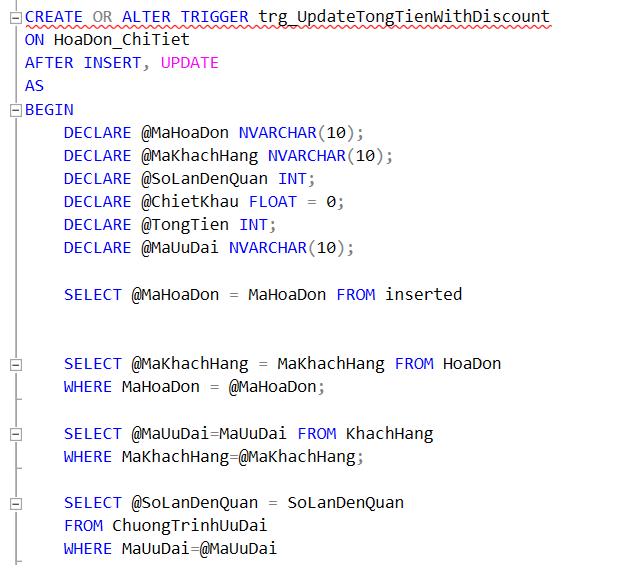 CREATE OR ALTER TRIGGER trg_UpdateTongTienWithDiscount
ON HoaDon_ChiTiet
AFTER INSERT, UPDATE
AS
BEGIN
DECLARE @MaHoaDon NVARCHAR(10);
DECLARE @MaKhachHang NVARCHAR(10);
DECLARE @SoLanDenQuan INT;
DECLARE @ChietKhau FLOAT = 0;
DECLARE @TongTien INT;
DECLARE @MaUuDai NVARCHAR(10);
SELECT @MaHoaDon = MaHoaDon FROM inserted
SELECT @MaKhachHang = MaKhachHang FROM HoaDon
WHERE MaHoaDon = @MaHoaDon;
SELECT @MaUuDai=MaUuDai FROM KhachHang
WHERE MaKhachHang=@MaKhachHang;
SELECT @SoLanDenQuan = SoLanDenQuan
FROM ChuongTrinhUuDai
WHERE MaUuDai=@MaUuDai